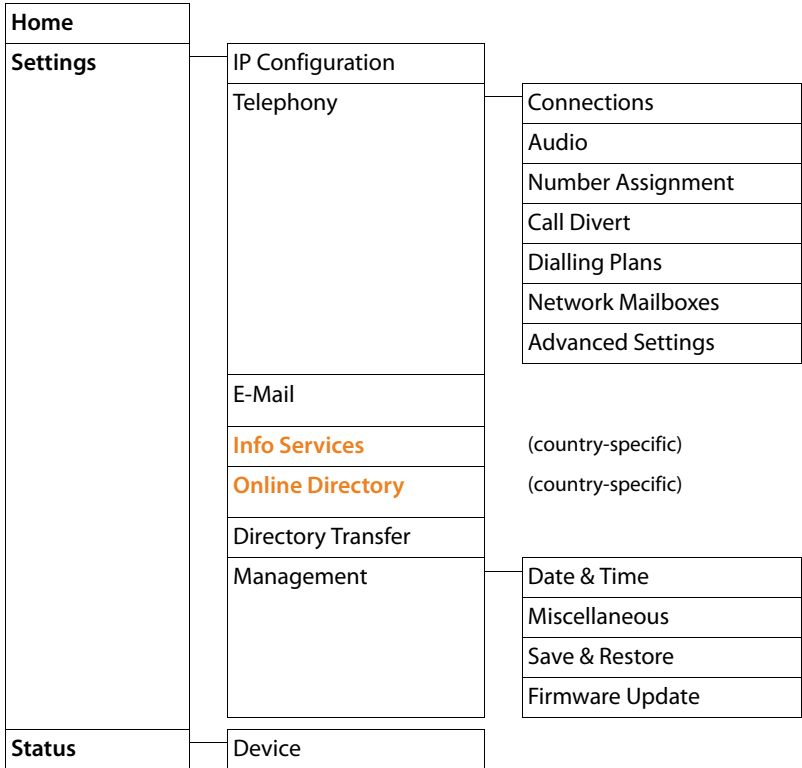 Home
Settings
IP Configuration
Telephony
Connections
Audio
Number Assignment
Call Divert
Dialling Plans
Network Mailboxes
Advanced Settings
E-Mail
Info Services
(country-specific)
Online Directory
(country-specific)
Directory Transfer
Management
Date & Time
Miscellaneous
Save & Restore
Firmware Update
Status
Device